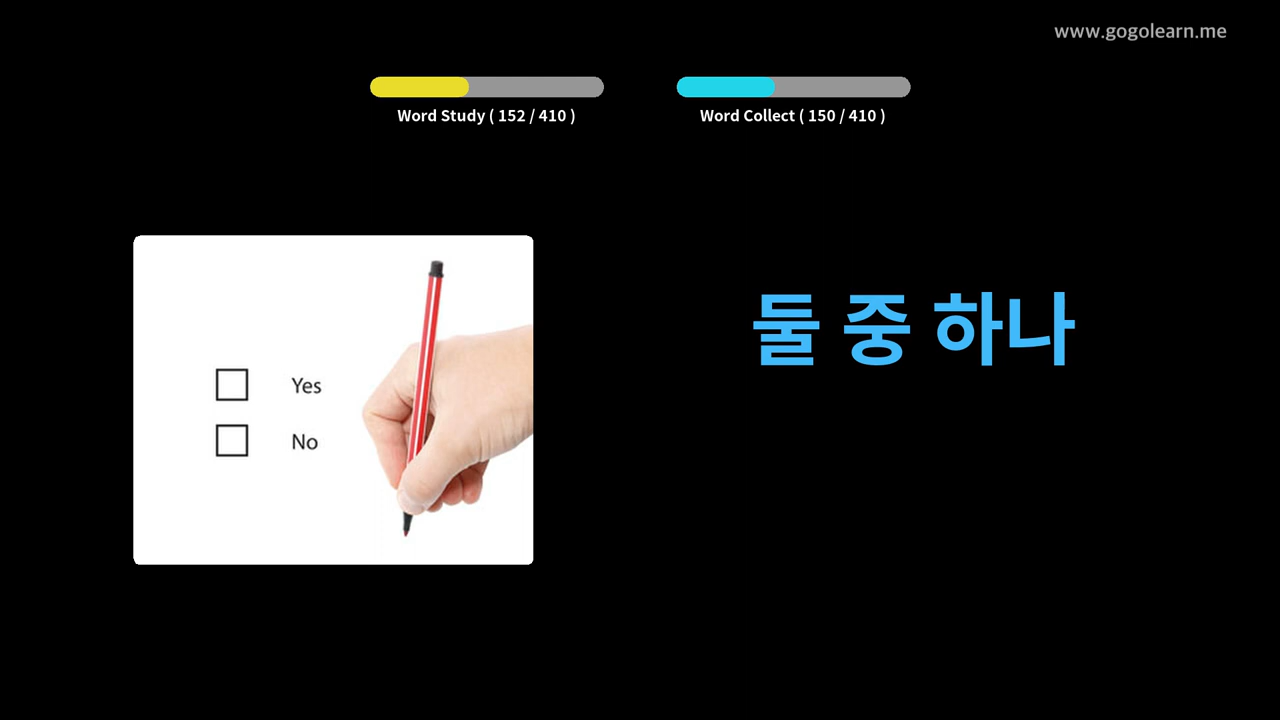 www.gogolearn.me
Word Study ( 152 / 410 )
Word Collect ( 150 / 410 )
Yes
No
둘 중 하나